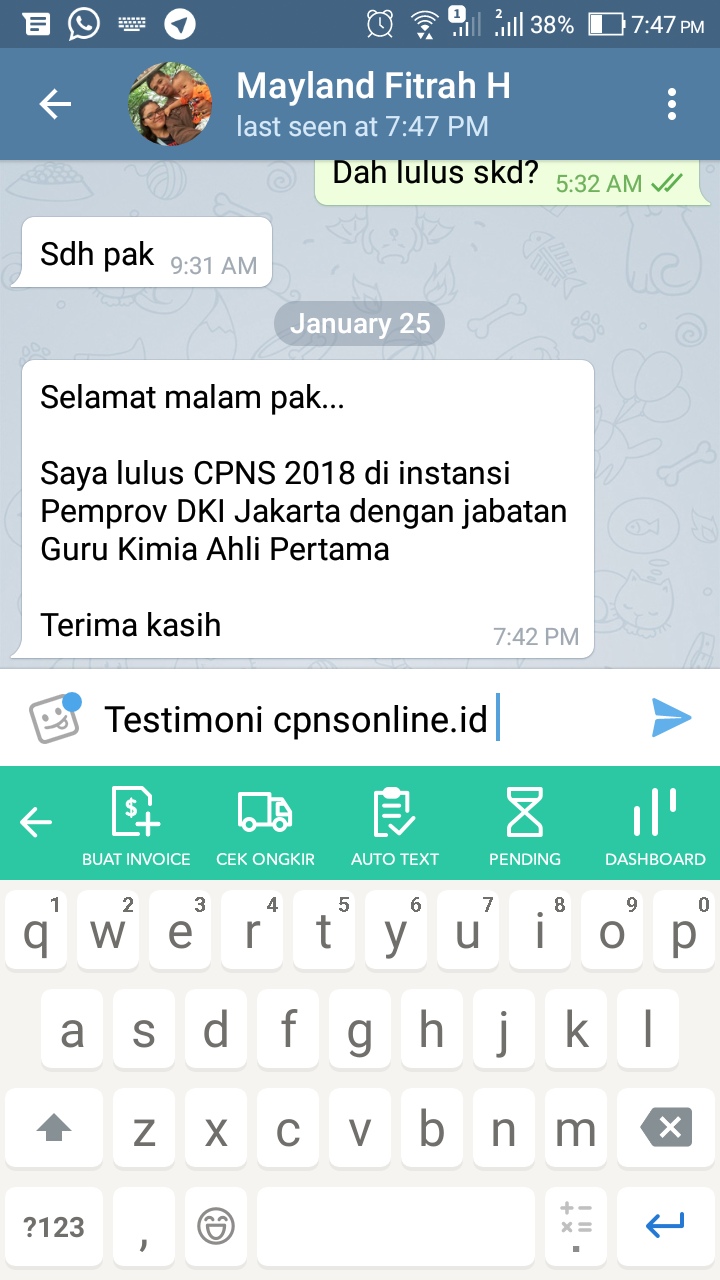 1 2 38% 7:47 PM
Mayland Fitrah H
last seen at 7:47 PM
Dah lulus skd? 5:32 AM
Sdh pak 9:31 AM
January 25
Selamat malam pak...
Saya lulus CPNS 2018 di instansi
Pemprov DKI Jakarta dengan jabatan
Guru Kimia Ahli Pertama
Terima kasih 7:42 PM
Testimoni cpnsonline.id
BUAT INVOICE CEK ONGKIR AUTO TEXT PENDING DASHBOARD
1 2 3 4 5 6 7 8 9 0
q w e r t y u i o p
a s d f g h j k l
z x c v b n m
?123 , .